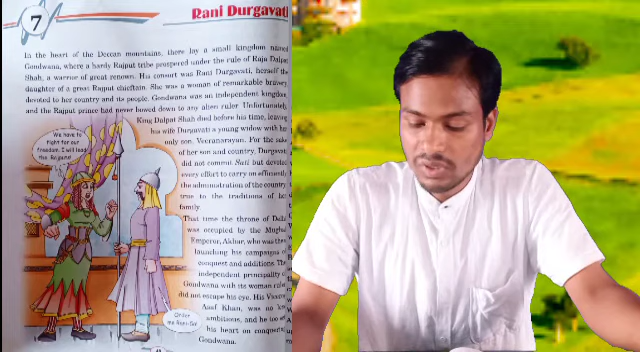 7
Rani Durgavati
In the heart of the Deccan mountains, there lay a small kingdom named
Gondwana, where a hardy Rajput tribe prospered under the rule of Raja Dalpat
Shah, a warrior of great renown. His consort was Rani Durgavati, herself the
daughter of a great Rajput chieftain. She was a woman of remarkable bravery,
devoted to her country and its people. Gondwana was an independent kingdom,
and the Rajput prince had never bowed down to any alien ruler. Unfortunately,
King Dalpat Shah died before his time, leaving
his wife Durgavati a young widow with her
only son, Veeranarayan. For the sake
of her son and country, Durgavati
did not commit Sati but devoted
every effort to carry on efficiently
the administration of the country
true to the traditions of her
family.
We have to
fight for our
freedom. I will lead
the
That time the throne of Delhi
was occupied by the Mughal
Emperor, Akbar, who was then
launching his campaigns of
conquest and additions. The
independent principality of
Gondwana with its woman ruler
did not escape his eye. His
Asaf Khan, was no less
ambitious, and he too set
his heart on conquest
Gondwana.
Order
me Rani-Sa!